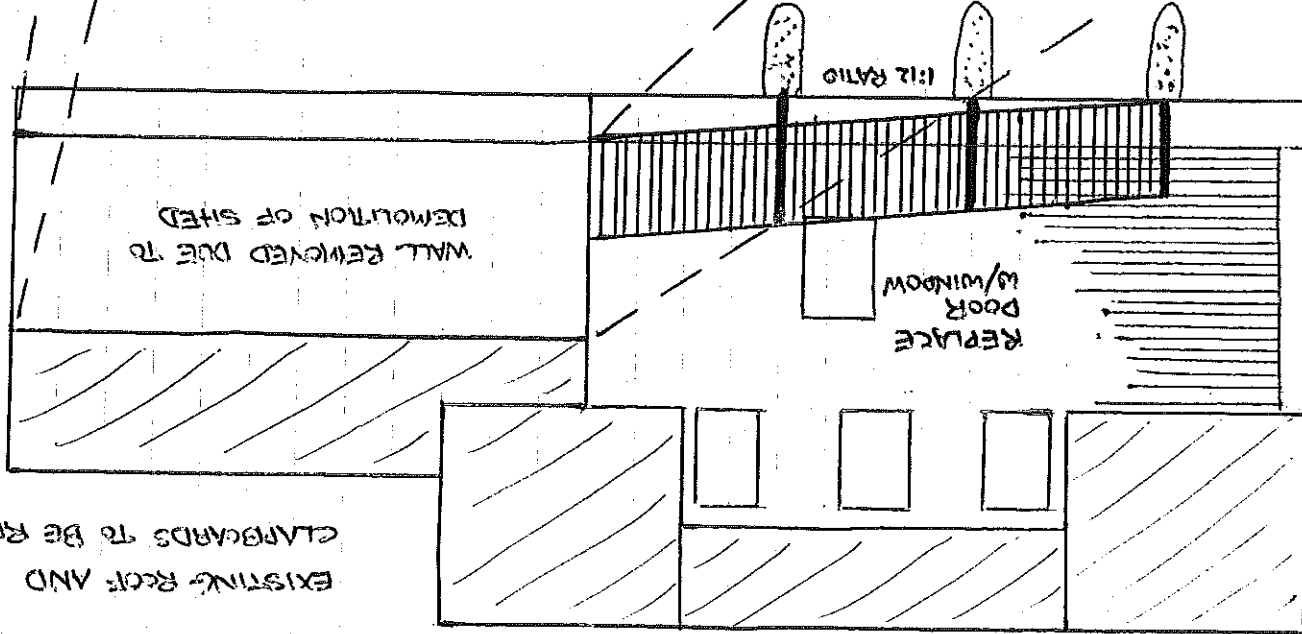 EXISTING ROOF AND
CLAPBOARDS TO BE
REPLACE
DOOR
W/WINDOW
WALL REMOVED DUE TO
DEMOLITION OF SHED
1:12 RATIO